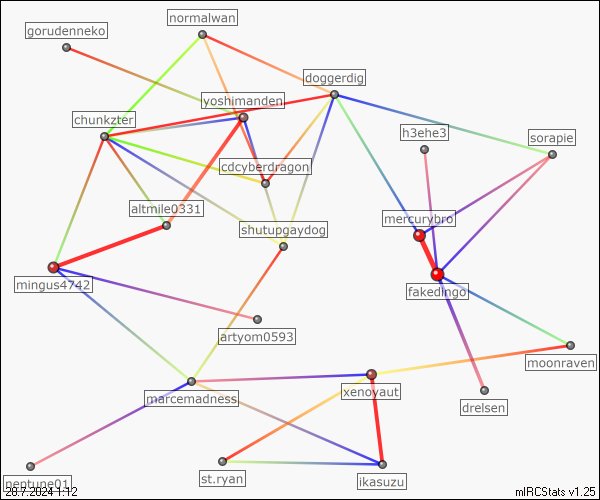 normalwan
gorudenneko
doggerdig
yoshimanden
chunkzter
h3ehe3
sorapie
cdcyberdragon
altmile0331
mercurybro
shutupgaydog
mingus4742
fakedingo
artyom0593
moonraven
xenoyaut
marcemadness
drelsen
neptune01
st.ryan
ikasuzu
20.7.2024 1:12
mIRCStats v1.25